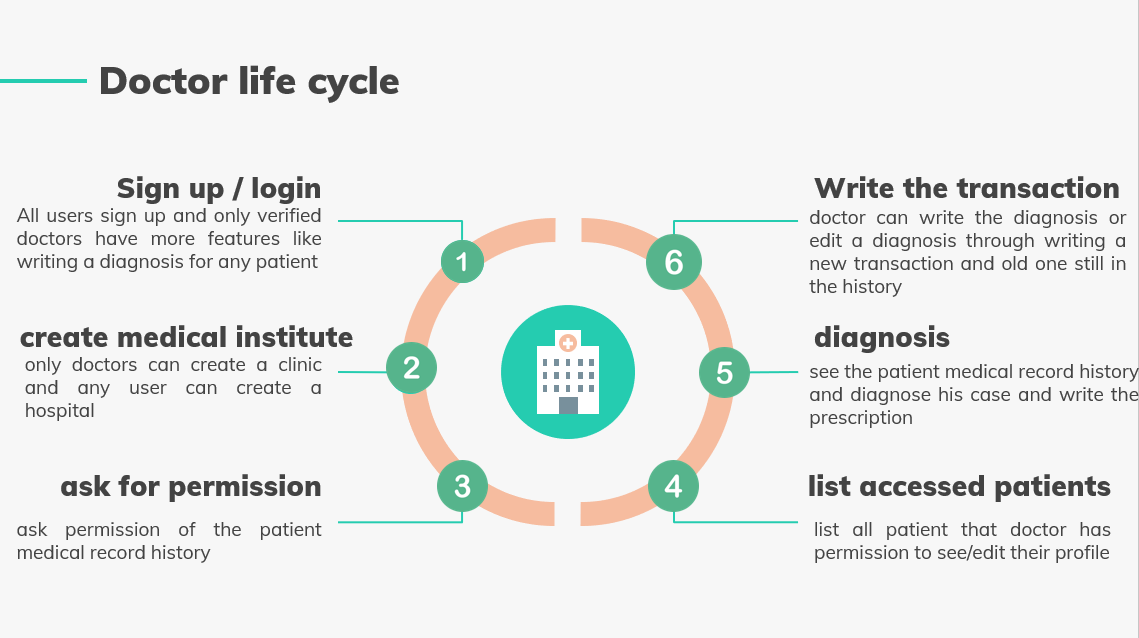 Doctor life cycle
Sign up / login
All users sign up and only verified
doctors have more features like
writing a diagnosis for any patient
1
create medical institute
only doctors can create a clinic
and any user can create a
hospital
2
ask for permission
ask permission of the patient
medical record history
3
list accessed patients
list all patient that doctor has
permission to see/edit their profile
4
diagnosis
see the patient medical record history
and diagnose his case and write the
prescription
5
Write the transaction
doctor can write the diagnosis or
edit a diagnosis through writing a
new transaction and old one still in
the history
6